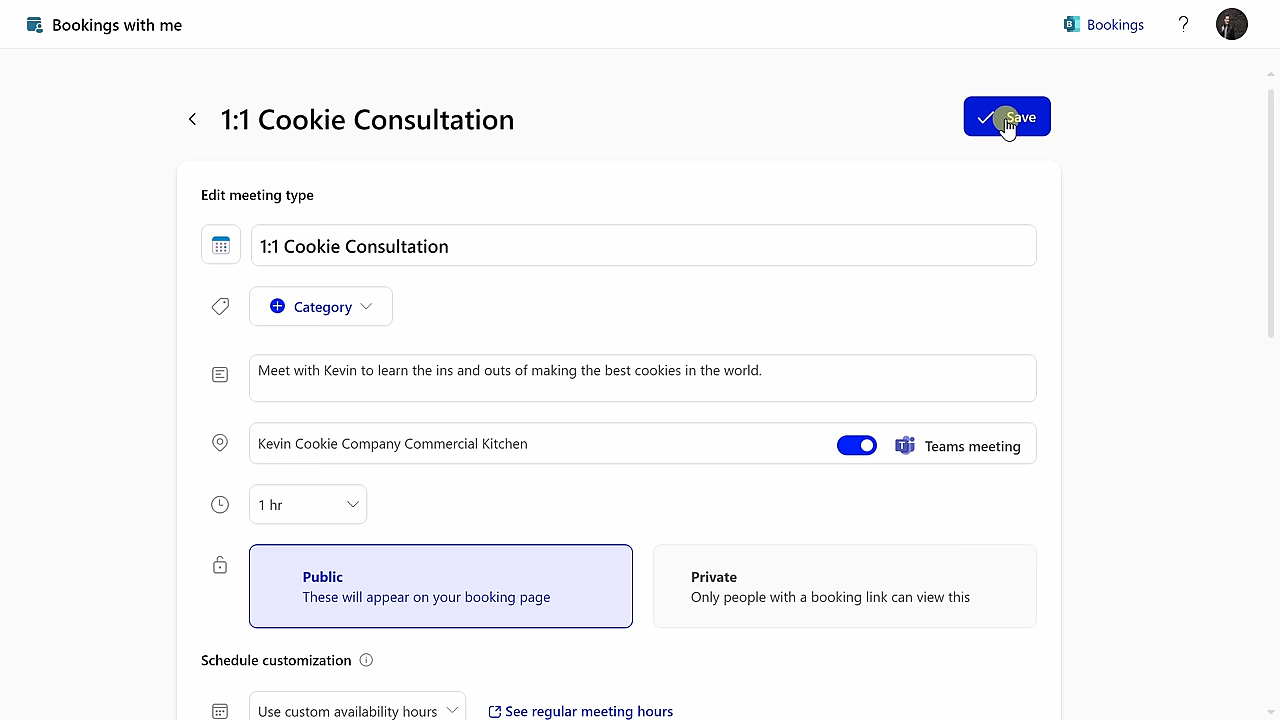 Bookings with me
Bookings
?
1:1 Cookie Consultation
Save
Edit meeting type
1:1 Cookie Consultation
Category
Meet with Kevin to learn the ins and outs of making the best cookies in the world.
Kevin Cookie Company Commercial Kitchen
Teams meeting
1 hr
Public
These will appear on your booking page
Private
Only people with a booking link can view this
Schedule customization
Use custom availability hours
See regular meeting hours